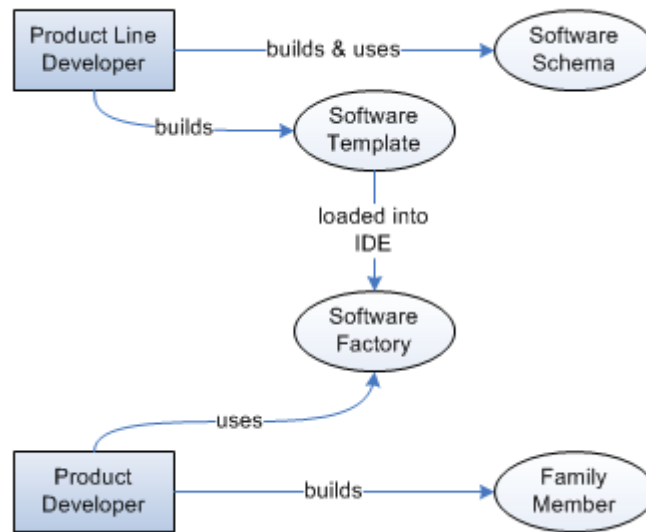 Product Line
Developer
builds & uses
Software
Schema
builds
Software
Template
loaded into
IDE
Software
Factory
uses
Product
Developer
builds
Family
Member